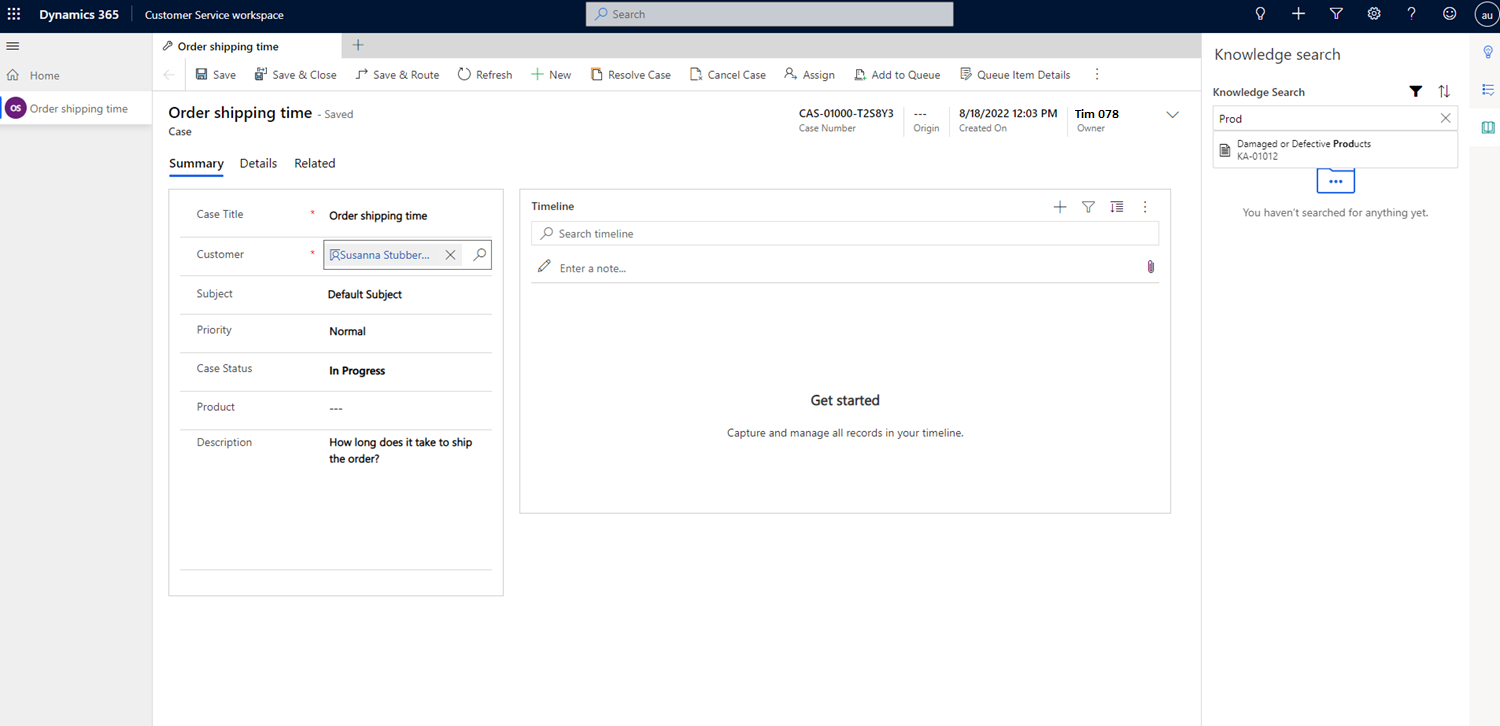 Dynamics 365
Customer Service workspace
Search
au
Home
OS Order shipping time
Order shipping time
Save
Save & Close
Save & Route
Refresh
New
Resolve Case
Cancel Case
Assign
Add to Queue
Queue Item Details
Order shipping time - Saved
Case
CAS-01000-T2S8Y3
Case Number
---
Origin
8/18/2022 12:03 PM
Created On
Tim 078
Owner
Summary
Details
Related
Case Title * Order shipping time
Customer * Susanna Stubber...
Subject Default Subject
Priority Normal
Case Status In Progress
Product ---
Description How long does it take to ship
the order?
Timeline
Search timeline
Enter a note...
Get started
Capture and manage all records in your timeline.
Knowledge search
Knowledge Search
Prod
Damaged or Defective Products
KA-01012
You haven't searched for anything yet.